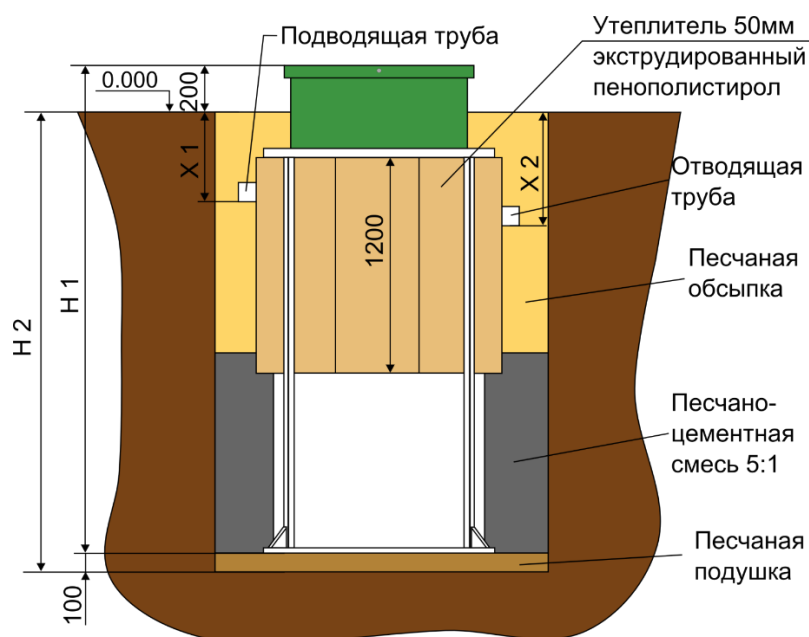 Утеплитель 50мм
экструдированный
пенополистирол
Подводящая труба
0.000
200
X 1
X 2
Отводящая
труба
1200
Песчаная
обсыпка
H 1
H 2
Песчано-
цементная
смесь 5:1
Песчаная
подушка
100